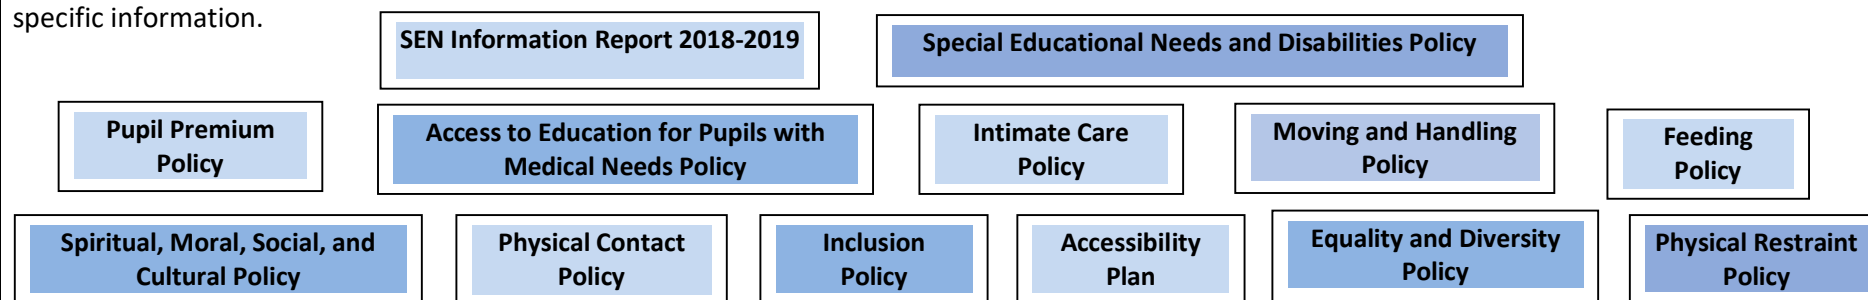 specific information.
SEN Information Report 2018-2019
Special Educational Needs and Disabilities Policy
Pupil Premium
Policy
Access to Education for Pupils with
Medical Needs Policy
Intimate Care
Policy
Moving and Handling
Policy
Feeding
Policy
Spiritual, Moral, Social, and
Cultural Policy
Physical Contact
Policy
Inclusion
Policy
Accessibility
Plan
Equality and Diversity
Policy
Physical Restraint
Policy